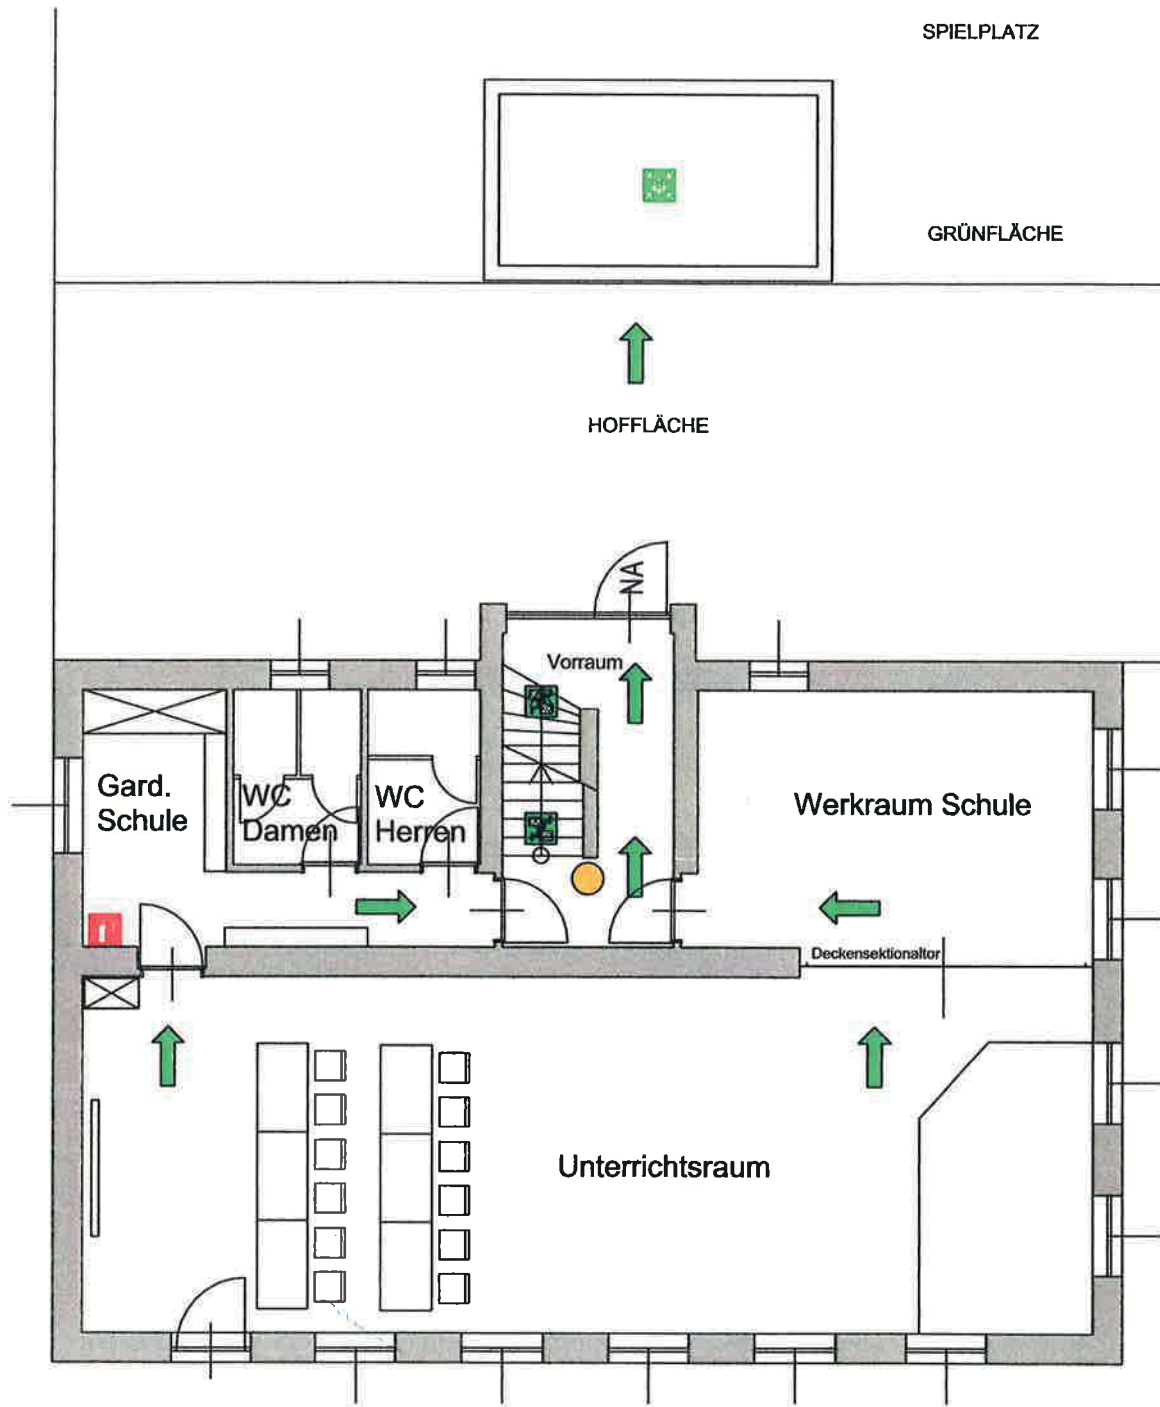 SPIELPLATZ
GRÜNFLÄCHE
HOFFLÄCHE
NA
Vorraum
Gard.
Schule
WC
Damen
WC
Herren
Werkraum Schule
Deckensektionaltor
Unterrichtsraum